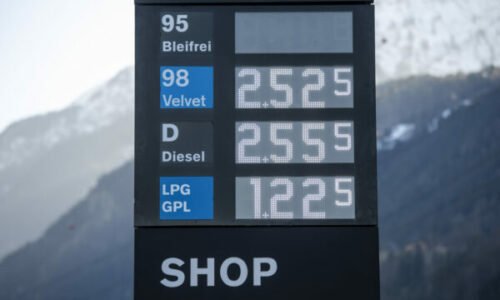 95
Bleifrei
98
Velvet
2.525
D
Diesel
2.555
LPG
GPL
1.225
SHOP